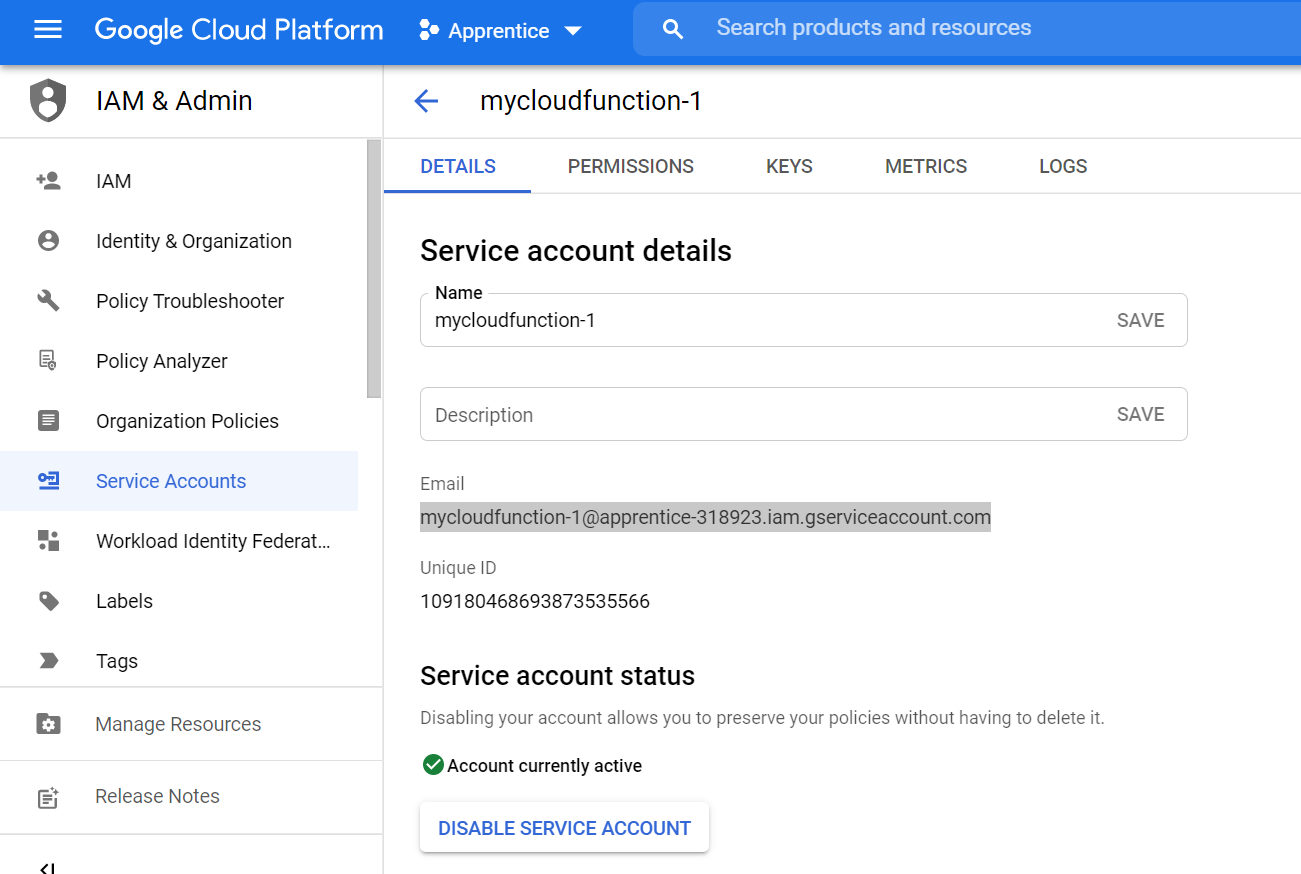 Google Cloud Platform
Apprentice
Search products and resources
IAM & Admin
IAM
Identity & Organization
Policy Troubleshooter
Policy Analyzer
Organization Policies
Service Accounts
Workload Identity Federat...
Labels
Tags
Manage Resources
Release Notes
mycloudfunction-1
DETAILS PERMISSIONS KEYS METRICS LOGS
Service account details
Name
mycloudfunction-1 SAVE
Description SAVE
Email
mycloudfunction-1@apprentice-318923.iam.gserviceaccount.com
Unique ID
109180468693873535566
Service account status
Disabling your account allows you to preserve your policies without having to delete it.
Account currently active
DISABLE SERVICE ACCOUNT